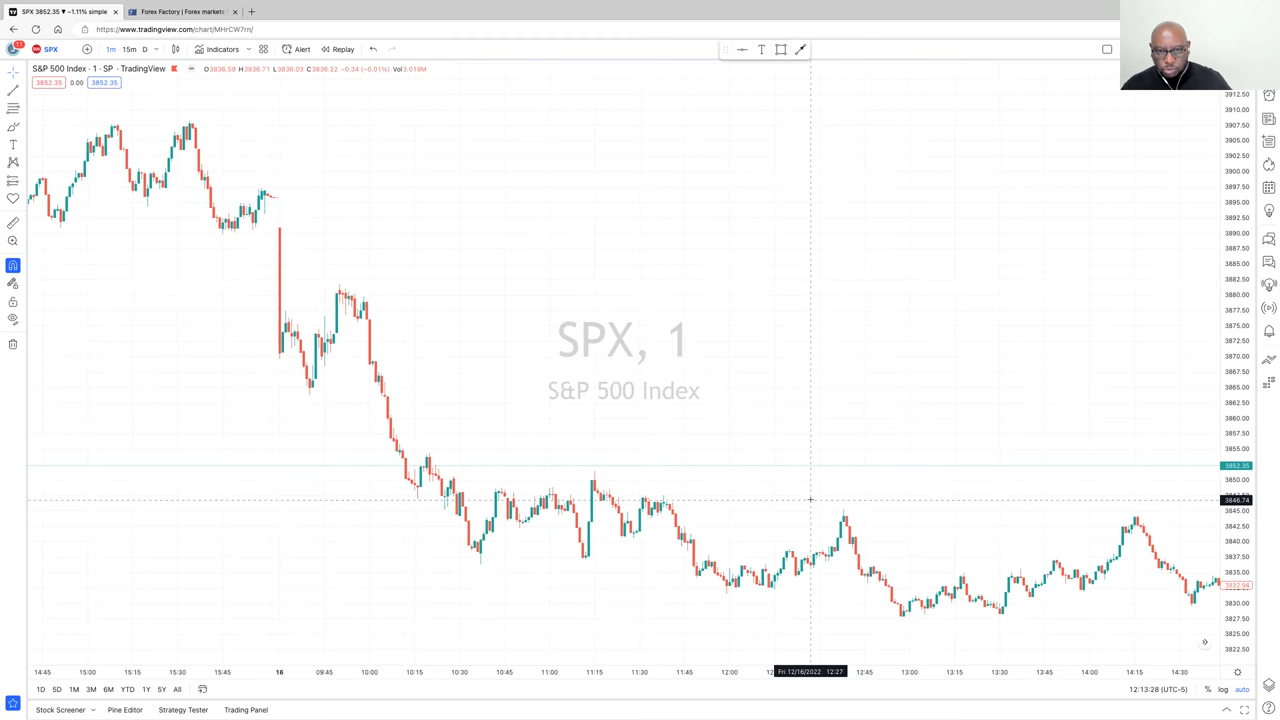 SPX 3852.35 ▼ −1.11% simple
Forex Factory | Forex markets
https://www.tradingview.com/chart/MHrCW7rn/
11
SPX
1m 15m D
Indicators
Alert
Replay
S&P 500 Index · 1 · SP · TradingView
O3836.59 H3836.71 L3836.03 C3836.22 −0.34 (−0.01%) Vol3.019M
3852.35 0.00 3852.35
SPX, 1
S&P 500 Index
3912.50
3910.00
3907.50
3905.00
3902.50
3900.00
3897.50
3895.00
3892.50
3890.00
3887.50
3885.00
3882.50
3880.00
3877.50
3875.00
3872.50
3870.00
3867.50
3865.00
3862.50
3860.00
3857.50
3855.00
3852.35
3846.74
3845.00
3842.50
3840.00
3837.50
3835.00
3832.94
3830.00
3827.50
3825.00
3822.50
14:45 15:00 15:15 15:30 15:45 16 09:45 10:00 10:15 10:30 10:45 11:00 11:15 11:30 11:45 12:00 Fri 12/16/2022 12:27 12:45 13:00 13:15 13:30 13:45 14:00 14:15 14:30
1D 5D 1M 3M 6M YTD 1Y 5Y All
12:13:28 (UTC-5) % log auto
Stock Screener Pine Editor Strategy Tester Trading Panel